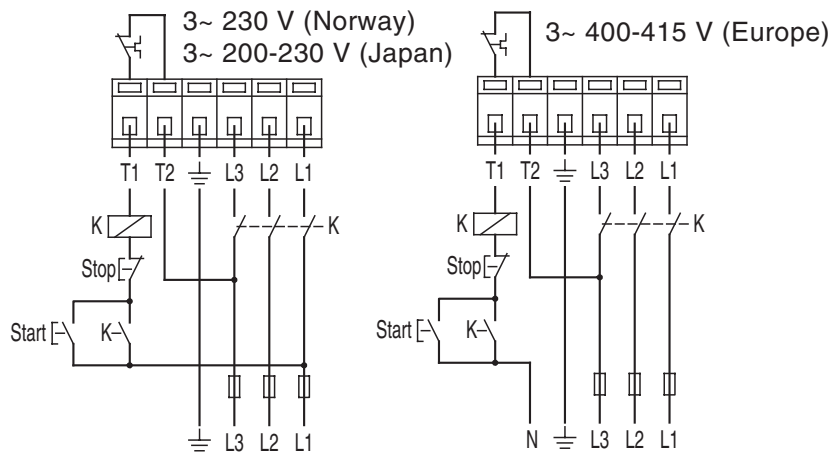 3~ 230 V (Norway)
3~ 200-230 V (Japan)
T1 T2 L3 L2 L1
K K
Stop
Start K
L3 L2 L1
3~ 400-415 V (Europe)
T1 T2 L3 L2 L1
K K
Stop
Start K
N L3 L2 L1